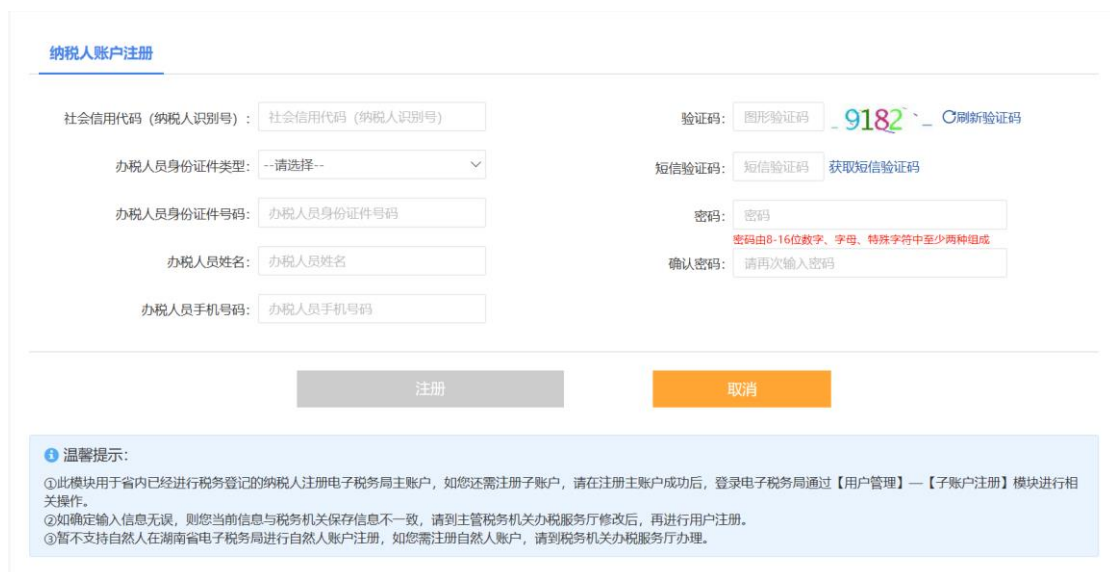 纳税人账户注册
社会信用代码（纳税人识别号）: 社会信用代码（纳税人识别号）
验证码: 图形验证码 9182 刷新验证码
办税人员身份证件类型: --请选择--
短信验证码: 短信验证码 获取短信验证码
办税人员身份证件号码: 办税人员身份证件号码
密码: 密码
密码由8-16位数字、字母、特殊字符中至少两种组成
办税人员姓名: 办税人员姓名
确认密码: 请再次输入密码
办税人员手机号码: 办税人员手机号码
注册 取消
温馨提示:
①此模块用于省内已经进行税务登记的纳税人注册电子税务局主账户，如您还需注册子账户，请在注册主账户成功后，登录电子税务局通过【用户管理】—【子账户注册】模块进行相
关操作。
②如确定输入信息无误，则您当前信息与税务机关保存信息不一致，请到主管税务机关办税服务厅修改后，再进行用户注册。
③暂不支持自然人在湖南省电子税务局进行自然人账户注册，如您需注册自然人账户，请到税务机关办税服务厅办理。